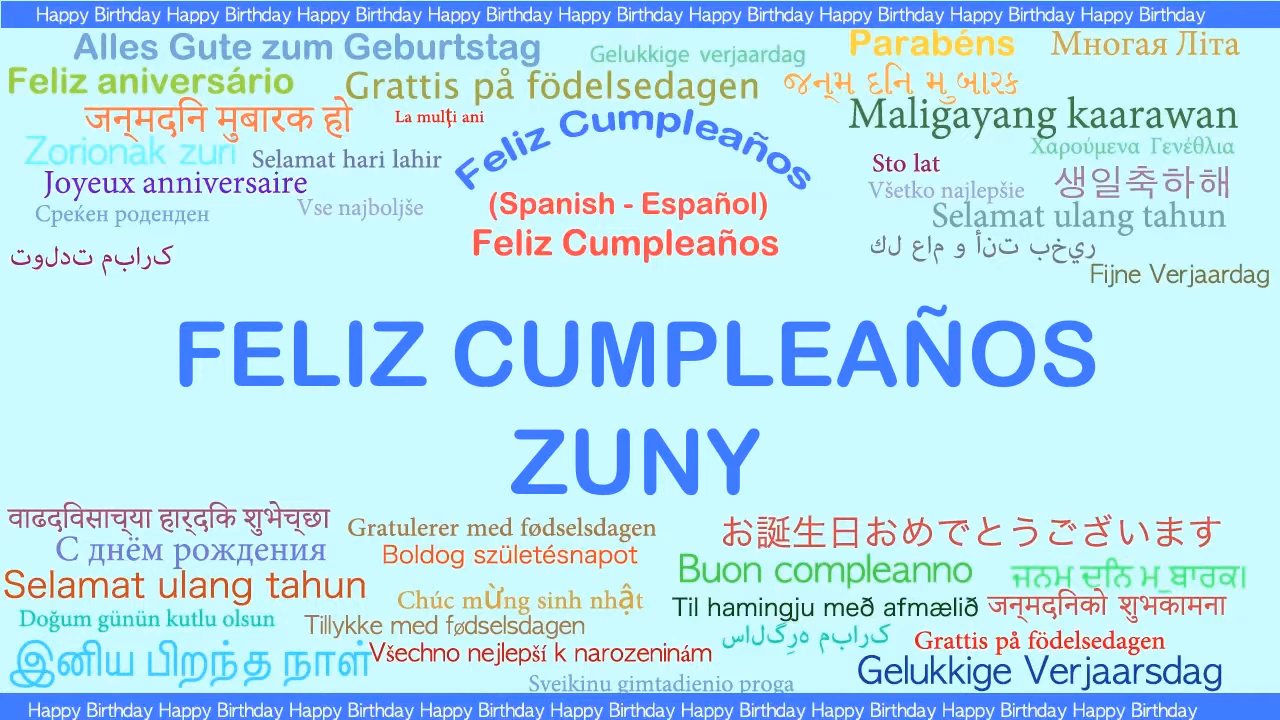 Happy Birthday Happy Birthday Happy Birthday Happy Birthday Happy Birthday Happy Birthday Happy Birthday Happy Birthday Happy Birthday
Alles Gute zum Geburtstag
Gelukkige verjaardag
Parabéns
Многая Літа
Feliz aniversário
Grattis på födelsedagen
જન્મ દિન મુબારક
जन्मदिन मुबारक हो
La mulţi ani
Feliz Cumpleaños
Maligayang kaarawan
Zorionak zuri
Selamat hari lahir
Χαρούμενα Γενέθλια
Sto lat
Joyeux anniversaire
Všetko najlepšie
생일축하해
Среќен роденден
Vse najboljše
(Spanish - Español)
Selamat ulang tahun
Feliz Cumpleaños
تولدت مبارک
كل عام و أنت بخير
Fijne Verjaardag
FELIZ CUMPLEAÑOS
ZUNY
वाढदिवसाच्या हार्दिक शुभेच्छा
Gratulerer med fødselsdagen
お誕生日おめでとうございます
С днём рождения
Boldog születésnapot
Buon compleanno
ਜਨਮ ਦਿਨ ਮੁਬਾਰਕ।
Selamat ulang tahun
Chúc mừng sinh nhật
Til hamingju með afmælið
जन्मदिनको शुभकामना
Doğum günün kutlu olsun
Tillykke med fødselsdagen
سالگرہ مبارک
Grattis på födelsedagen
இனிய பிறந்த நாள்
Všechno nejlepší k narozeninám
Gelukkige Verjaarsdag
Sveikinu gimtadienio proga
Happy Birthday Happy Birthday Happy Birthday Happy Birthday Happy Birthday Happy Birthday Happy Birthday Happy Birthday Happy Birthday